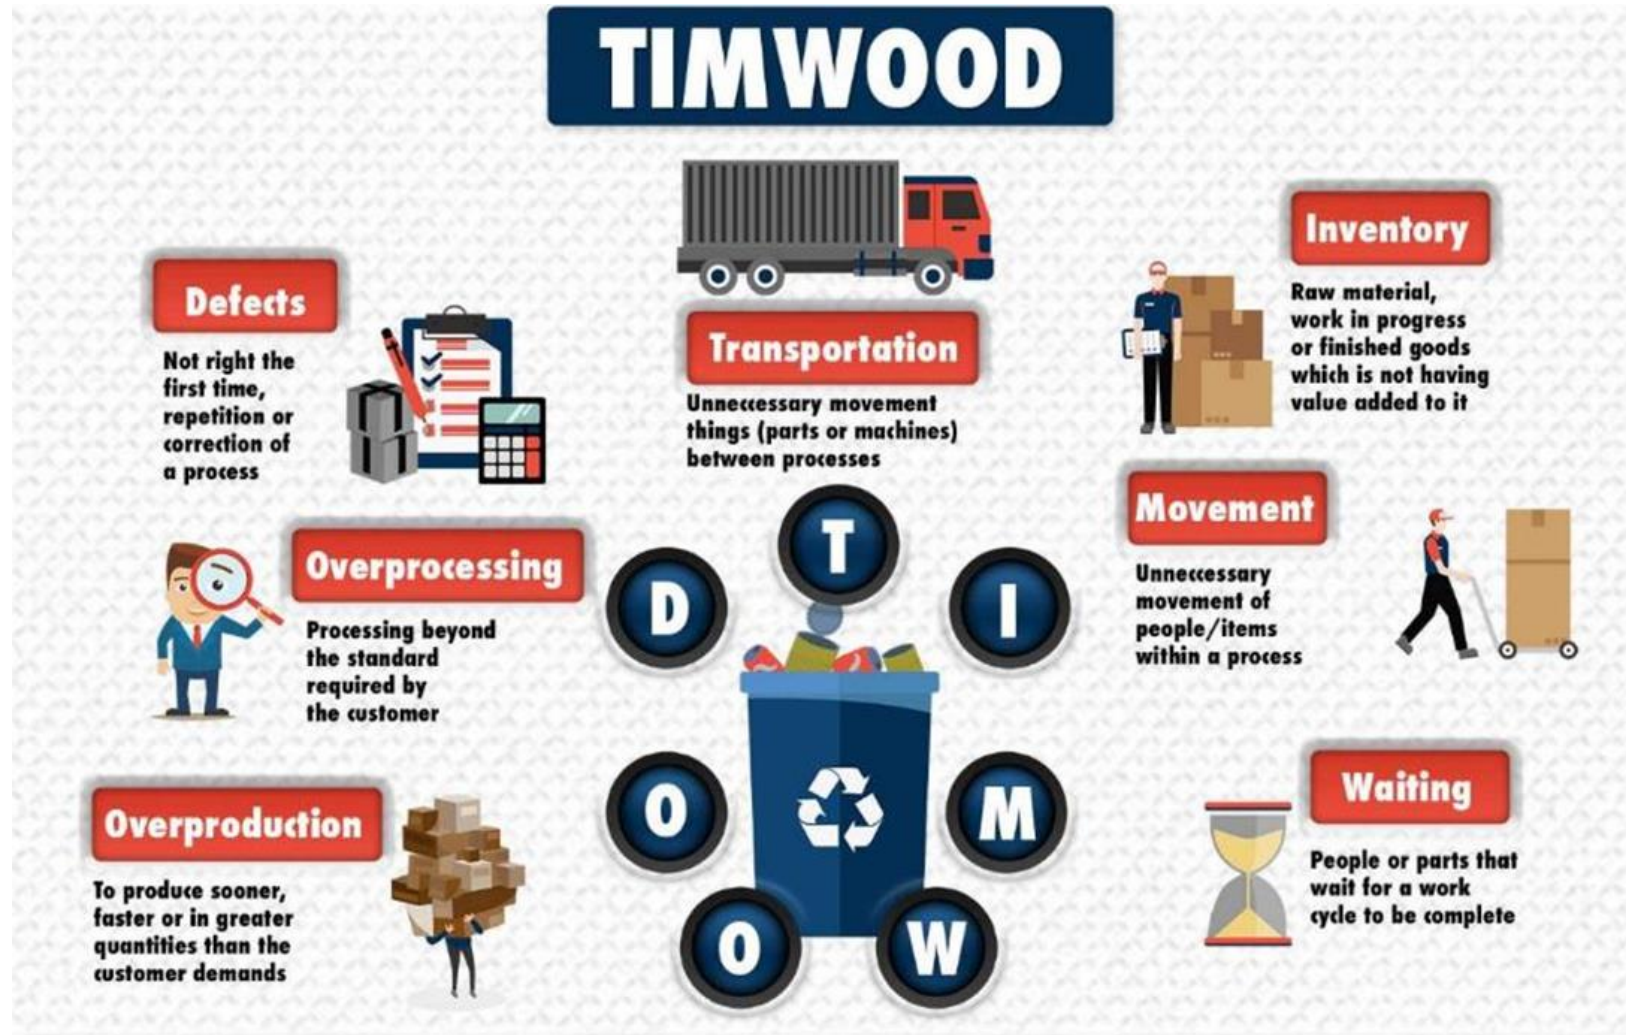 TIMWOOD
Transportation
Unneccessary movement
things (parts or machines)
between processes
Inventory
Raw material,
work in progress
or finished goods
which is not having
value added to it
Movement
Unneccessary
movement of
people/items
within a process
Waiting
People or parts that
wait for a work
cycle to be complete
Overproduction
To produce sooner,
faster or in greater
quantities than the
customer demands
Overprocessing
Processing beyond
the standard
required by
the customer
Defects
Not right the
first time,
repetition or
correction of
a process
T
I
M
W
O
O
D